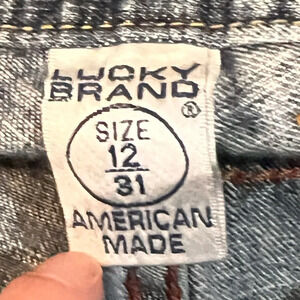 LUCKY
BRAND
®
SIZE
12
31
AMERICAN
MADE